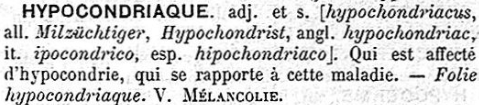 HYPOCONDRIAQUE. adj. et s. [hypochondriacus,
all. Milzüchtiger, Hypochondrist, angl. hypochondriac,
it. ipocondrico, esp. hipochondriaco]. Qui est affecté
d'hypocondrie, qui se rapporte à cette maladie. — Folie
hypocondriaque. V. MÉLANCOLIE.